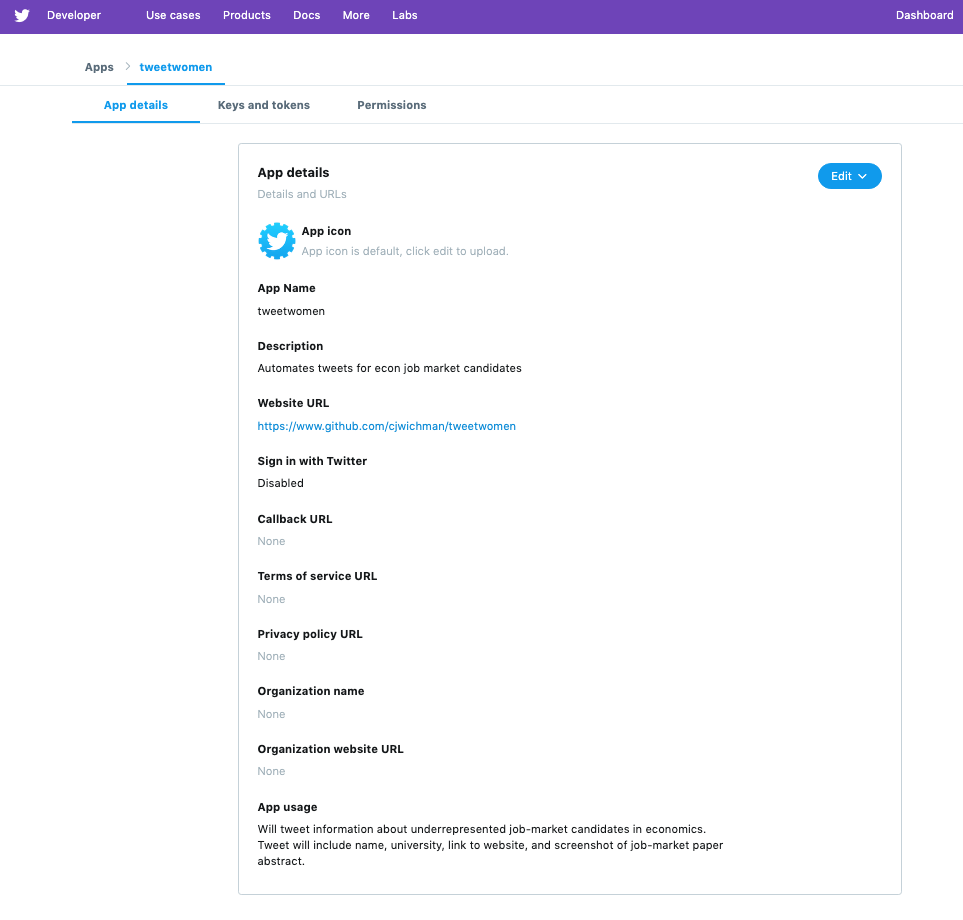 Developer Use cases Products Docs More Labs Dashboard
Apps tweetwomen
App details Keys and tokens Permissions
App details
Edit
Details and URLs
App icon
App icon is default, click edit to upload.
App Name
tweetwomen
Description
Automates tweets for econ job market candidates
Website URL
https://www.github.com/cjwichman/tweetwomen
Sign in with Twitter
Disabled
Callback URL
None
Terms of service URL
None
Privacy policy URL
None
Organization name
None
Organization website URL
None
App usage
Will tweet information about underrepresented job-market candidates in economics.
Tweet will include name, university, link to website, and screenshot of job-market paper
abstract.